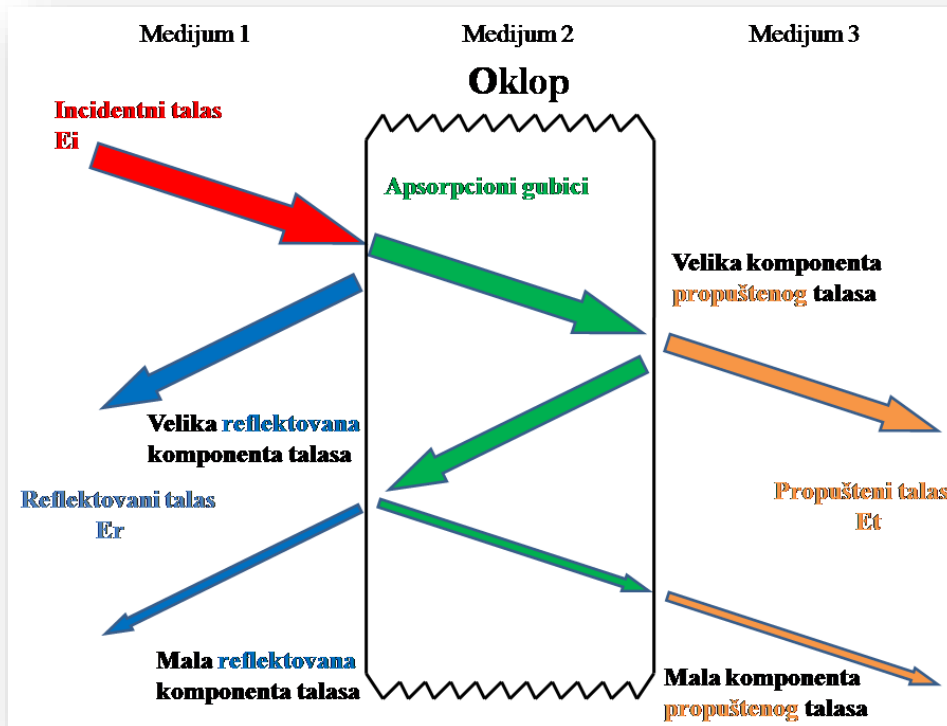 Medijum 1
Medijum 2
Medijum 3
Oklop
Incidentni talas
Ei
Apsorpcioni gubici
Velika komponenta
propuštenog talasa
Velika reflektovana
komponenta talasa
Reflektovani talas
Er
Propušteni talas
Et
Mala reflektovana
komponenta talasa
Mala komponenta
propuštenog talasa